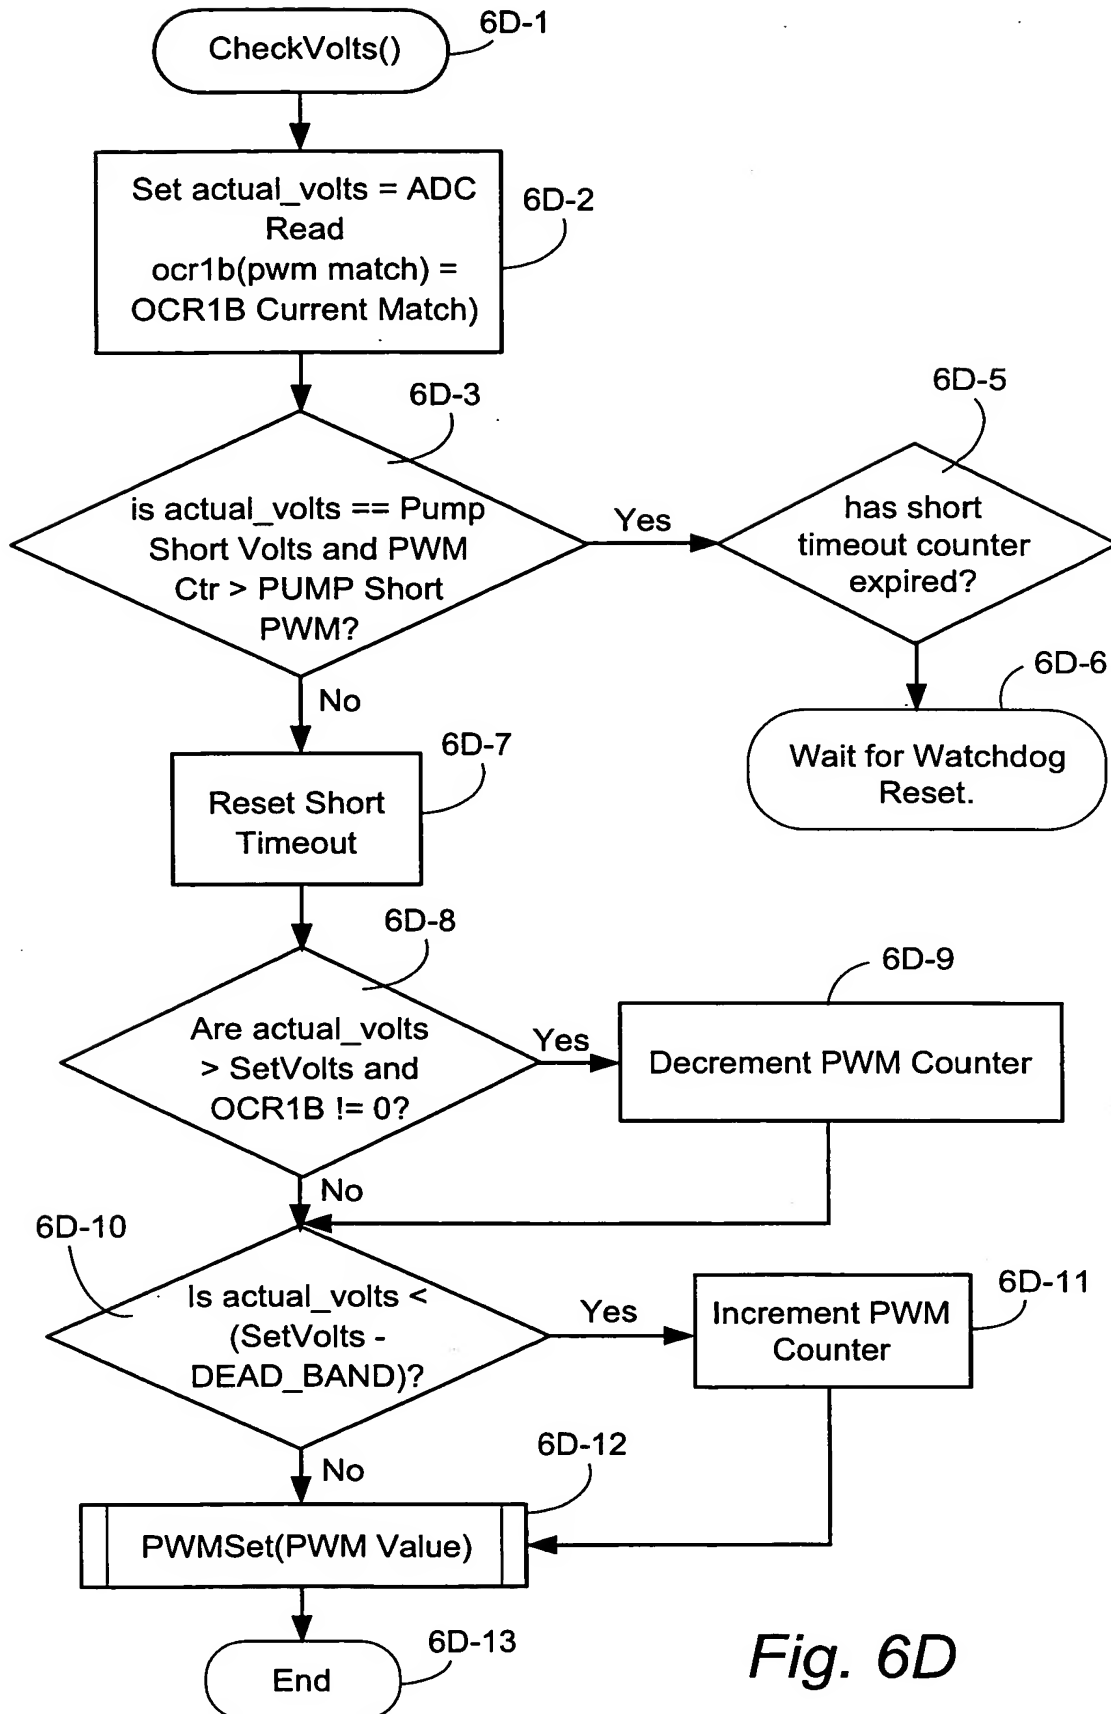 CheckVolts()
6D-1
Set actual_volts = ADC
Read
ocr1b(pwm match) =
OCR1B Current Match)
6D-2
6D-3
is actual_volts == Pump
Short Volts and PWM
Ctr > PUMP Short
PWM?
Yes
6D-5
has short
timeout counter
expired?
6D-6
Wait for Watchdog
Reset.
No
6D-7
Reset Short
Timeout
6D-8
Are actual_volts
> SetVolts and
OCR1B != 0?
Yes
6D-9
Decrement PWM Counter
No
6D-10
Is actual_volts <
(SetVolts -
DEAD_BAND)?
Yes
6D-11
Increment PWM
Counter
No
6D-12
PWMSet(PWM Value)
6D-13
End
Fig. 6D